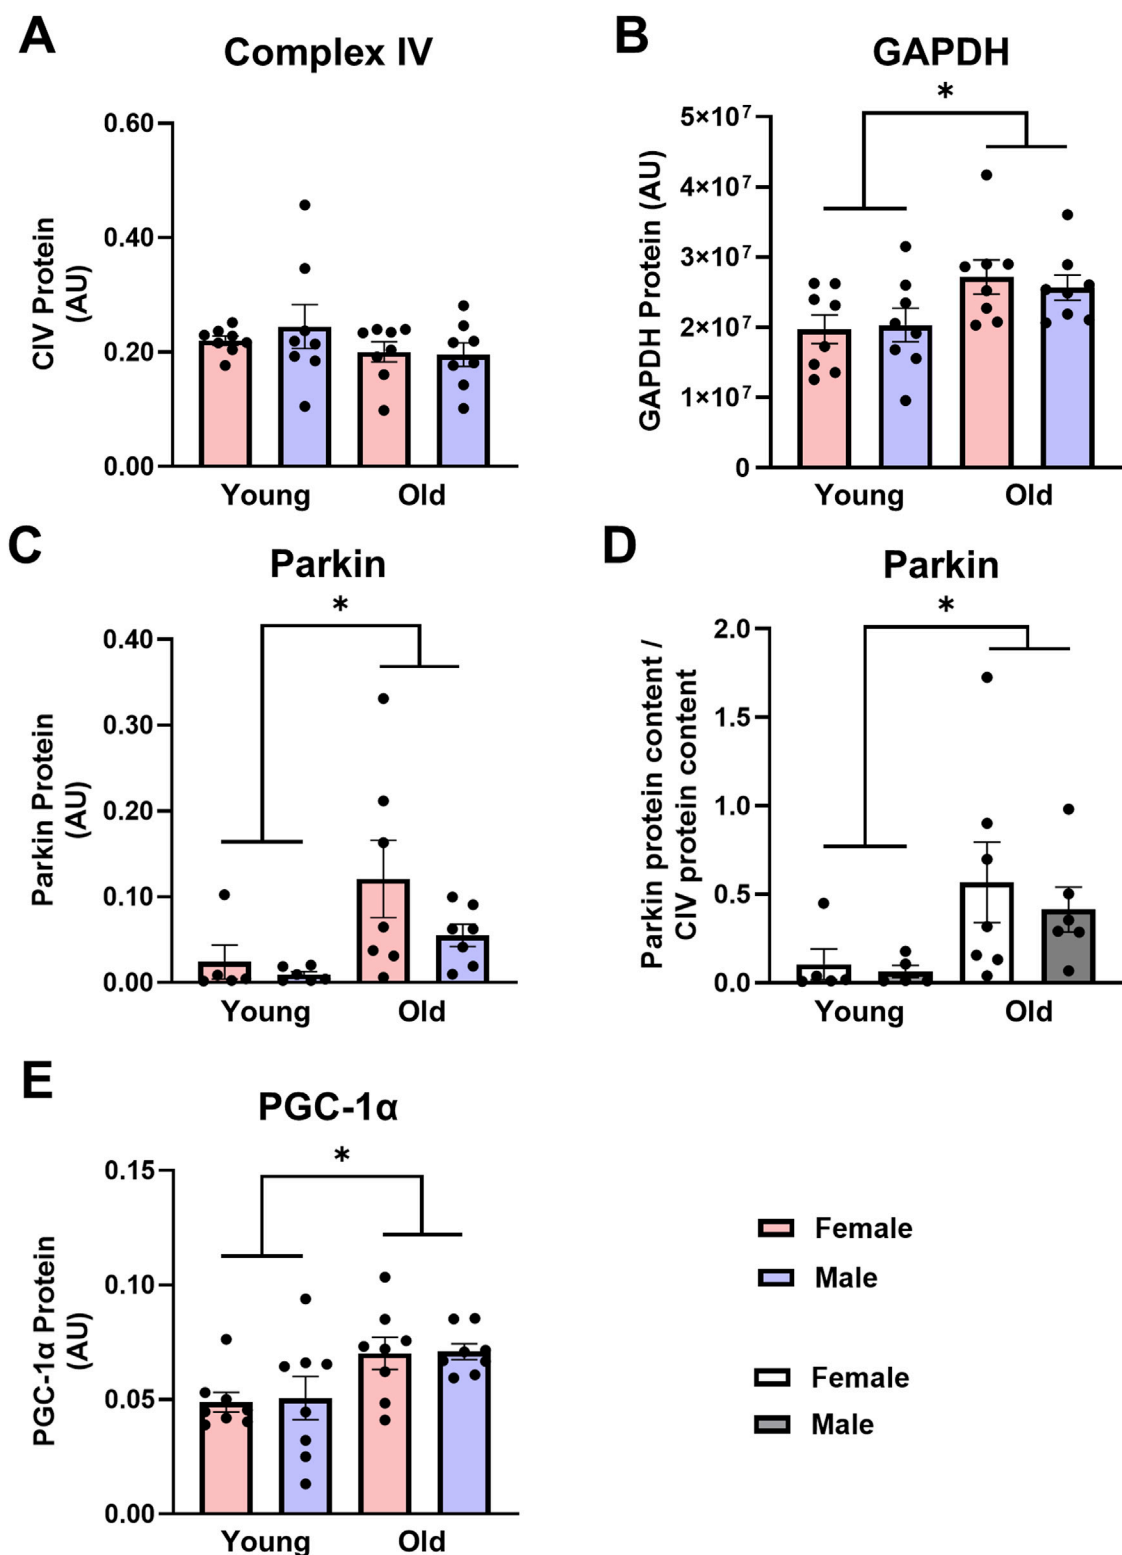 A
Complex IV
CIV Protein
(AU)
0.60
0.40
0.20
0.00
Young
Old
B
GAPDH
*
GAPDH Protein (AU)
5×10⁷
4×10⁷
3×10⁷
2×10⁷
1×10⁷
0
Young
Old
C
Parkin
*
Parkin Protein
(AU)
0.40
0.30
0.20
0.10
0.00
Young
Old
D
Parkin
*
Parkin protein content /
CIV protein content
2.0
1.5
1.0
0.5
0.0
Young
Old
E
PGC-1α
*
PGC-1α Protein
(AU)
0.15
0.10
0.05
0.00
Young
Old
Female
Male
Female
Male